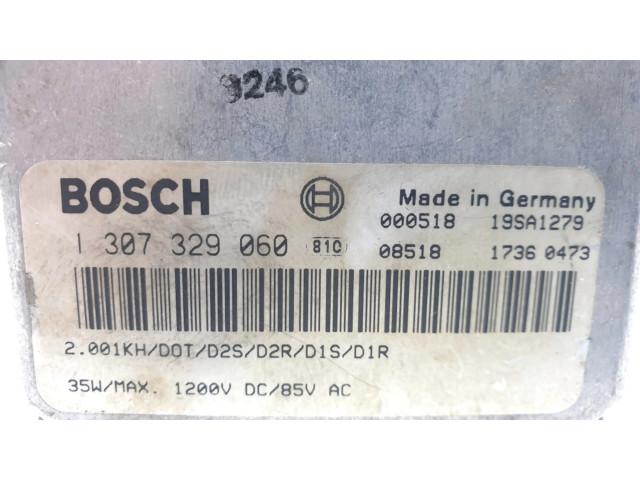 9246
BOSCH
Made in Germany
000518 19SA1279
1 307 329 060 810 08518 1736 0473
2.001KH/DOT/D2S/D2R/D1S/D1R
35W/MAX. 1200V DC/85V AC